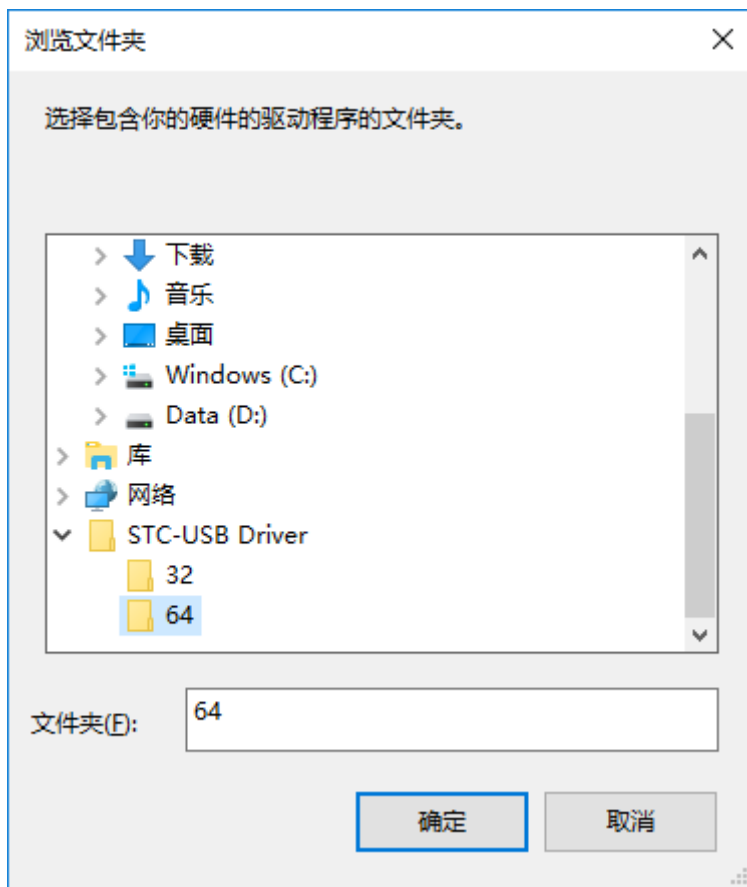 浏览文件夹
选择包含你的硬件的驱动程序的文件夹。
下载
音乐
桌面
Windows (C:)
Data (D:)
库
网络
STC-USB Driver
32
64
文件夹(F): 64
确定 取消